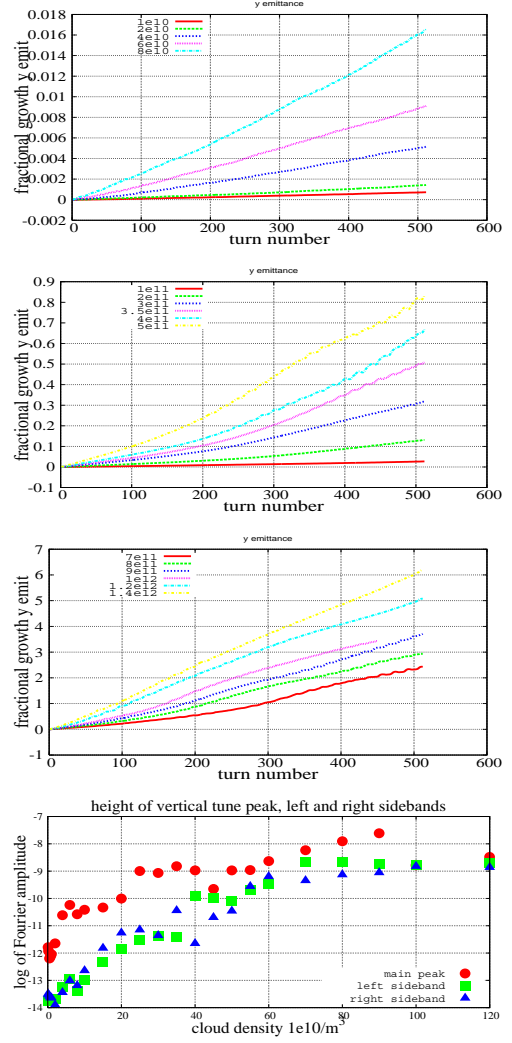 y emittance
0.018
0.016
0.014
0.012
0.01
0.008
0.006
0.004
0.002
0
-0.002
fractional growth y emit
1e10
2e10
4e10
6e10
8e10
0 100 200 300 400 500 600
turn number
y emittance
0.9
0.8
0.7
0.6
0.5
0.4
0.3
0.2
0.1
0
-0.1
fractional growth y emit
1e11
2e11
3e11
3.5e11
4e11
5e11
0 100 200 300 400 500 600
turn number
y emittance
7
6
5
4
3
2
1
0
-1
fractional growth y emit
7e11
8e11
9e11
1e12
1.2e12
1.4e12
0 100 200 300 400 500 600
turn number
height of vertical tune peak, left and right sidebands
-7
-8
-9
-10
-11
-12
-13
-14
log of Fourier amplitude
main peak
left sideband
right sideband
0 20 40 60 80 100 120
cloud density 1e10/m3